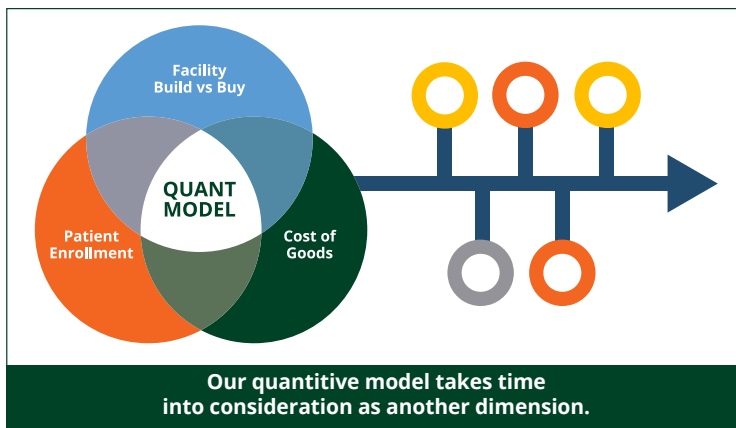 Facility
Build vs Buy
QUANT
MODEL
Patient
Enrollment
Cost of
Goods
Our quantitive model takes time
into consideration as another dimension.